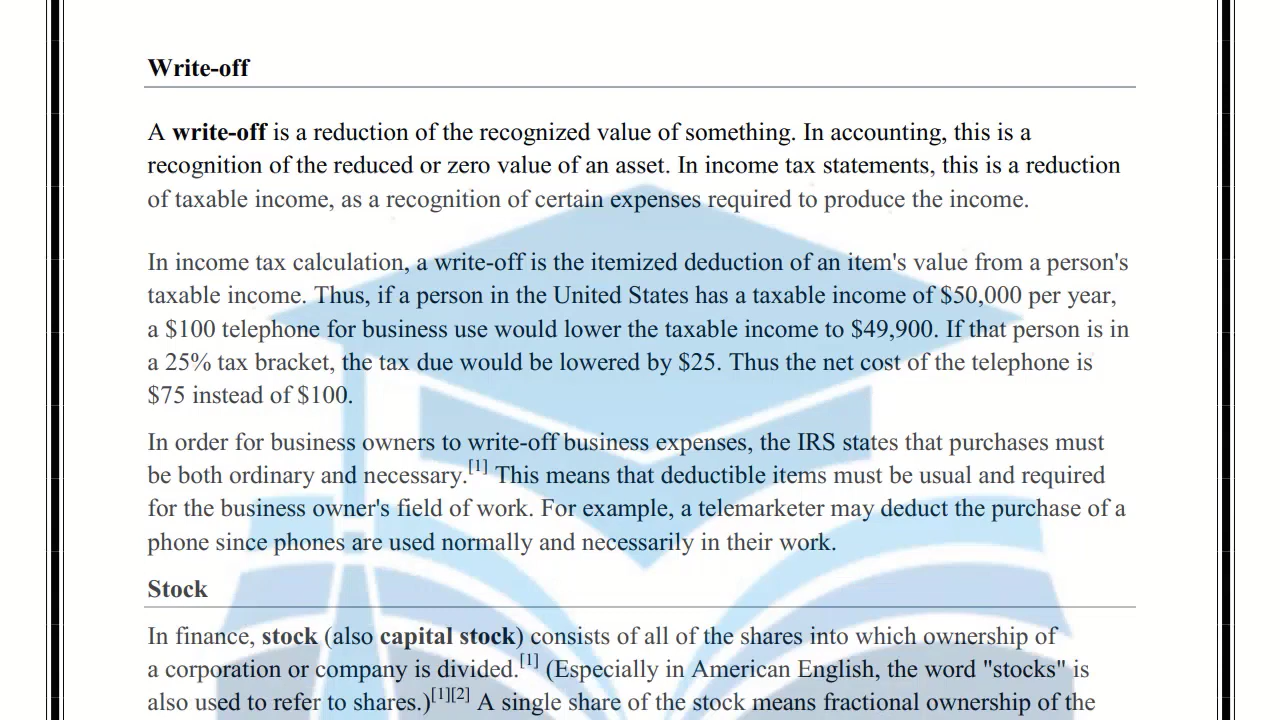 Write-off
A write-off is a reduction of the recognized value of something. In accounting, this is a
recognition of the reduced or zero value of an asset. In income tax statements, this is a reduction
of taxable income, as a recognition of certain expenses required to produce the income.
In income tax calculation, a write-off is the itemized deduction of an item's value from a person's
taxable income. Thus, if a person in the United States has a taxable income of $50,000 per year,
a $100 telephone for business use would lower the taxable income to $49,900. If that person is in
a 25% tax bracket, the tax due would be lowered by $25. Thus the net cost of the telephone is
$75 instead of $100.
In order for business owners to write-off business expenses, the IRS states that purchases must
be both ordinary and necessary.[1] This means that deductible items must be usual and required
for the business owner's field of work. For example, a telemarketer may deduct the purchase of a
phone since phones are used normally and necessarily in their work.
Stock
In finance, stock (also capital stock) consists of all of the shares into which ownership of
a corporation or company is divided.[1] (Especially in American English, the word "stocks" is
also used to refer to shares.)[1][2] A single share of the stock means fractional ownership of the